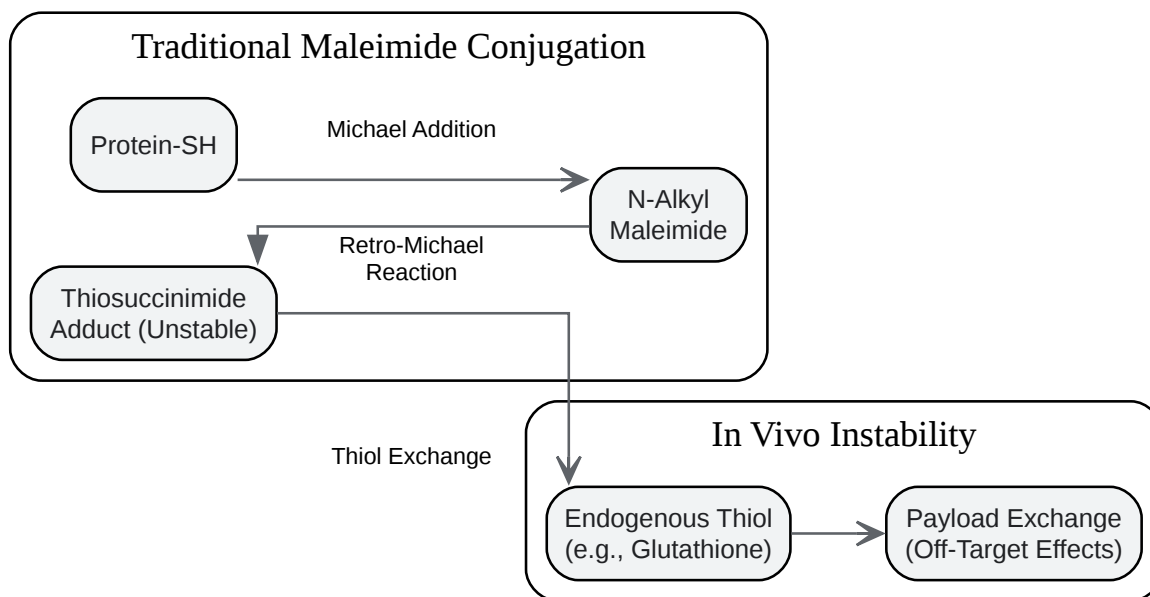 Traditional Maleimide Conjugation
Protein-SH
Michael Addition
N-Alkyl
Maleimide
Retro-Michael
Reaction
Thiosuccinimide
Adduct (Unstable)
Thiol Exchange
In Vivo Instability
Endogenous Thiol
(e.g., Glutathione)
Payload Exchange
(Off-Target Effects)